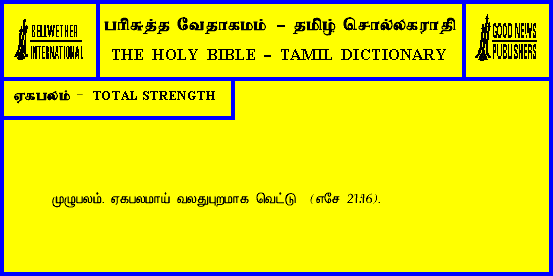 BELLWETHER
INTERNATIONAL
பரிசுத்த வேதாகமம் - தமிழ் சொல்லகராதி
THE HOLY BIBLE - TAMIL DICTIONARY
GOOD NEWS
PUBLISHERS
ஏகபலம் - TOTAL STRENGTH
முழுபலம். ஏகபலமாய் வலதுபுறமாக வெட்டு (எசே 21:16).